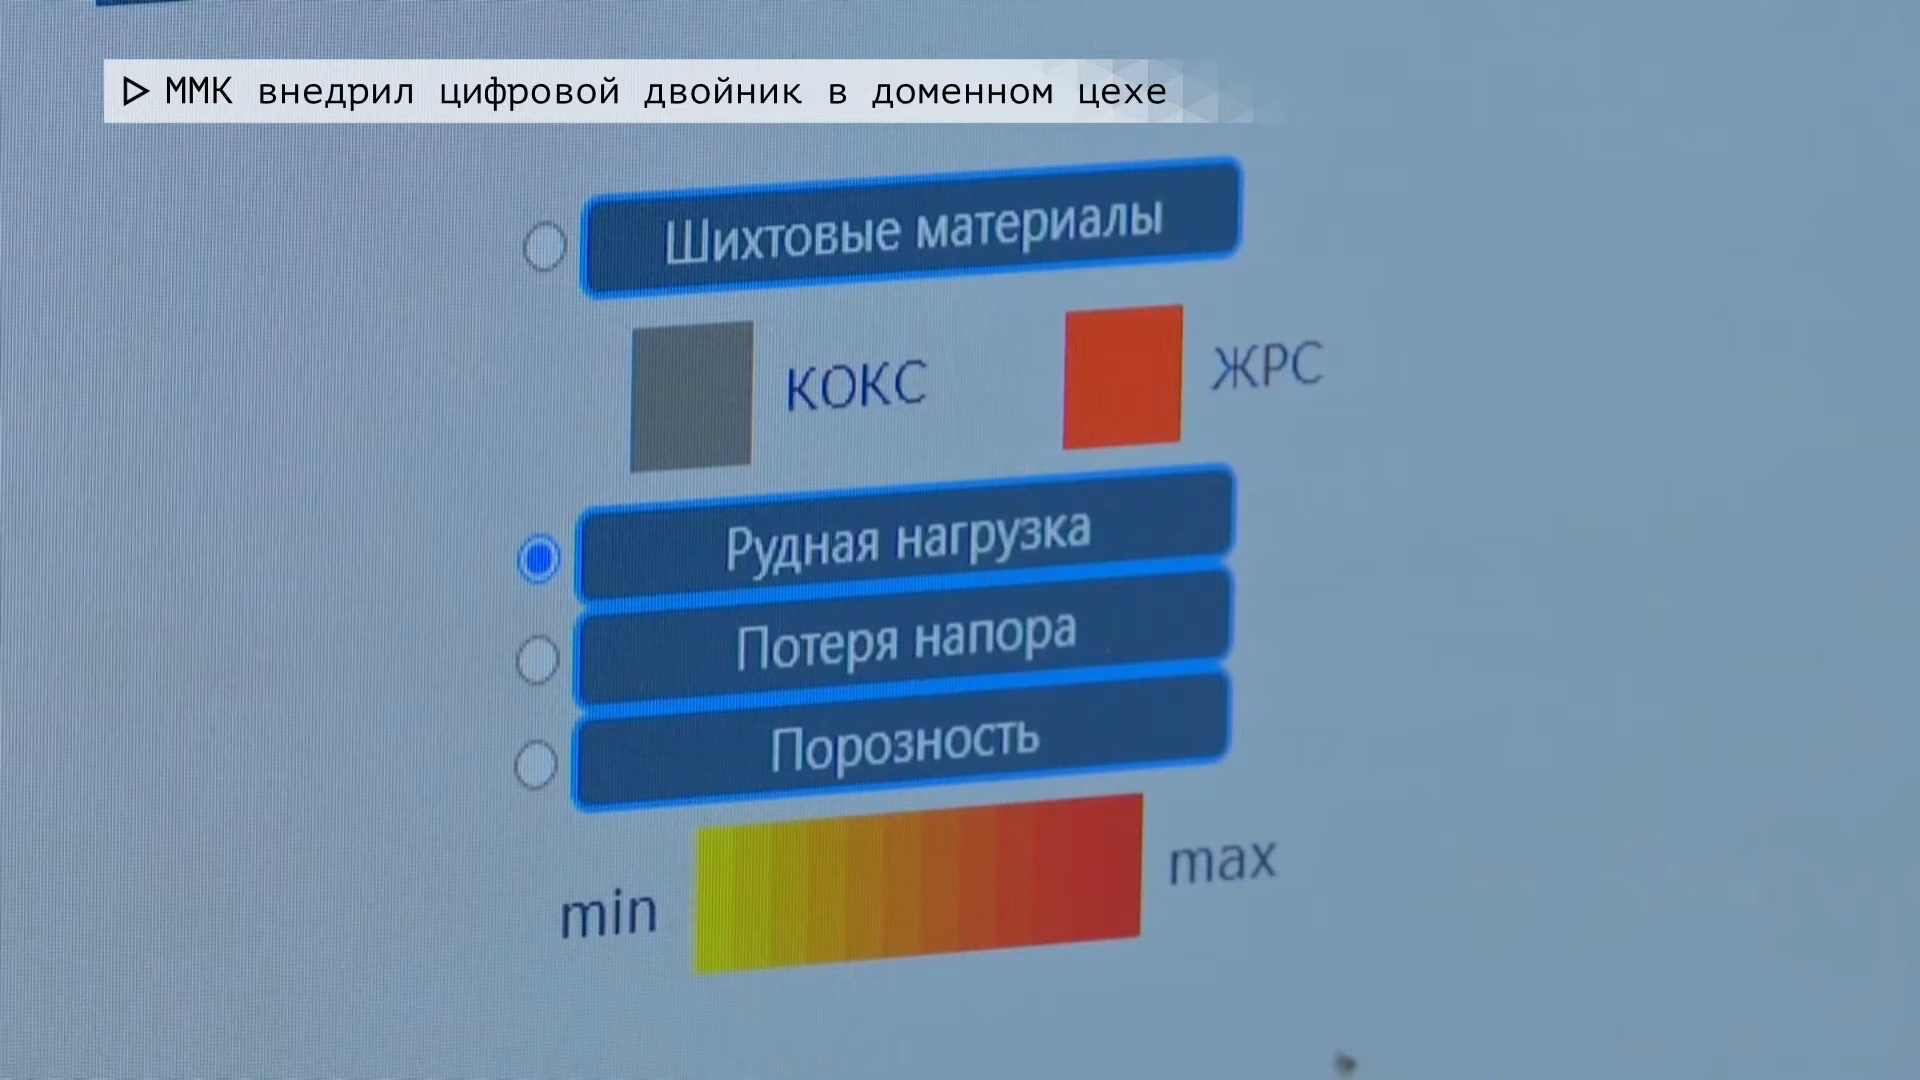 ММК внедрил цифровой двойник в доменном цехе
Шихтовые материалы
КОКС
ЖРС
Рудная нагрузка
Потеря напора
Порозность
min
max